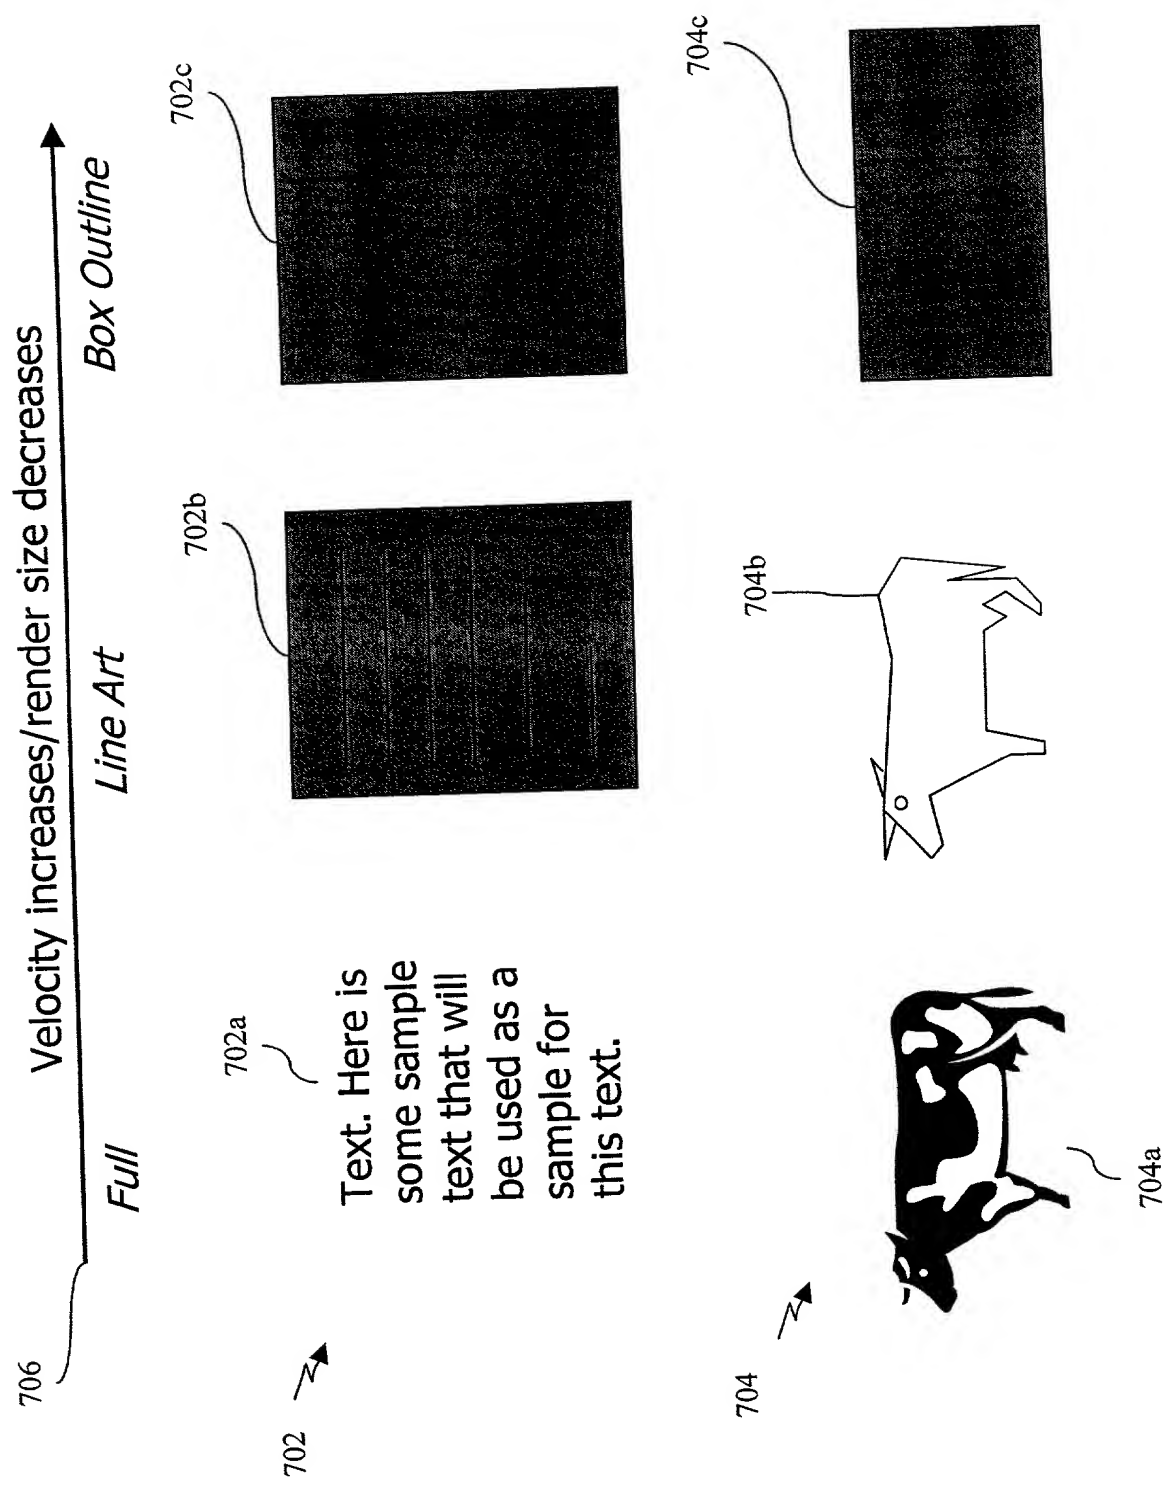 Velocity increases/render size decreases
706
Full
Line Art
Box Outline
702
702a
702b
702c
Text. Here is
some sample
text that will
be used as a
sample for
this text.
704
704a
704b
704c